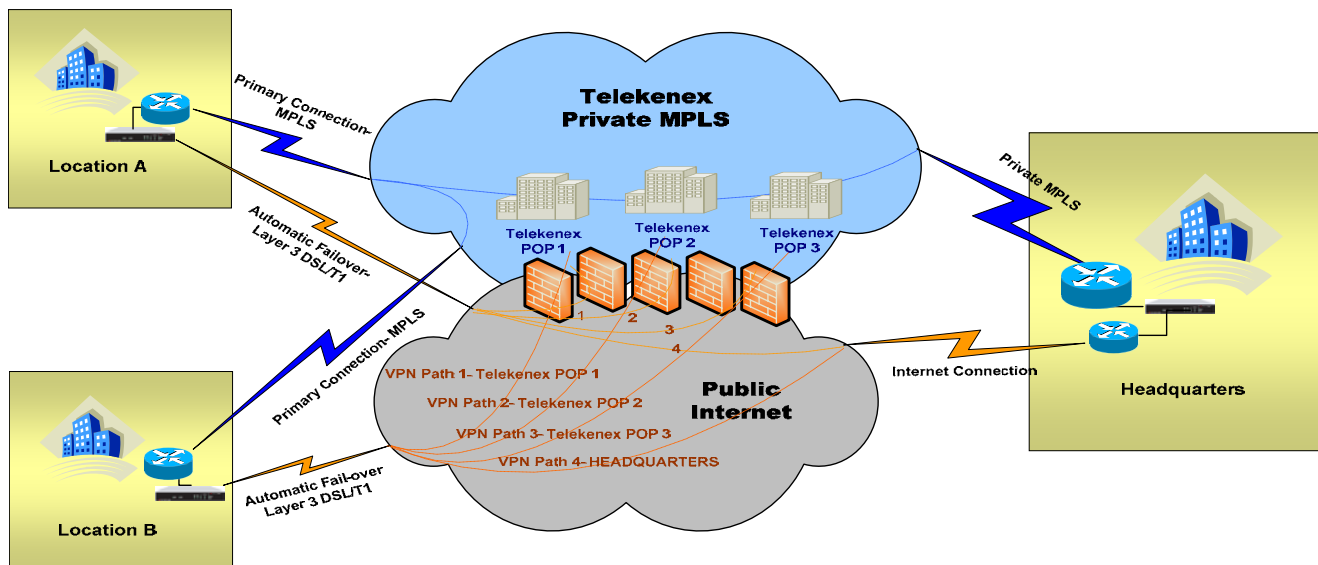 Location A
Primary Connection-
MPLS
Automatic Failover-
Layer 3 DSL/T1
Telekenex
Private MPLS
Telekenex
POP 1
Telekenex
POP 2
Telekenex
POP 3
Private MPLS
Headquarters
Internet Connection
1
2
3
4
Primary Connection- MPLS
VPN Path 1- Telekenex POP 1
VPN Path 2- Telekenex POP 2
VPN Path 3- Telekenex POP 3
VPN Path 4- HEADQUARTERS
Public
Internet
Location B
Automatic Fail-over
Layer 3 DSL/T1